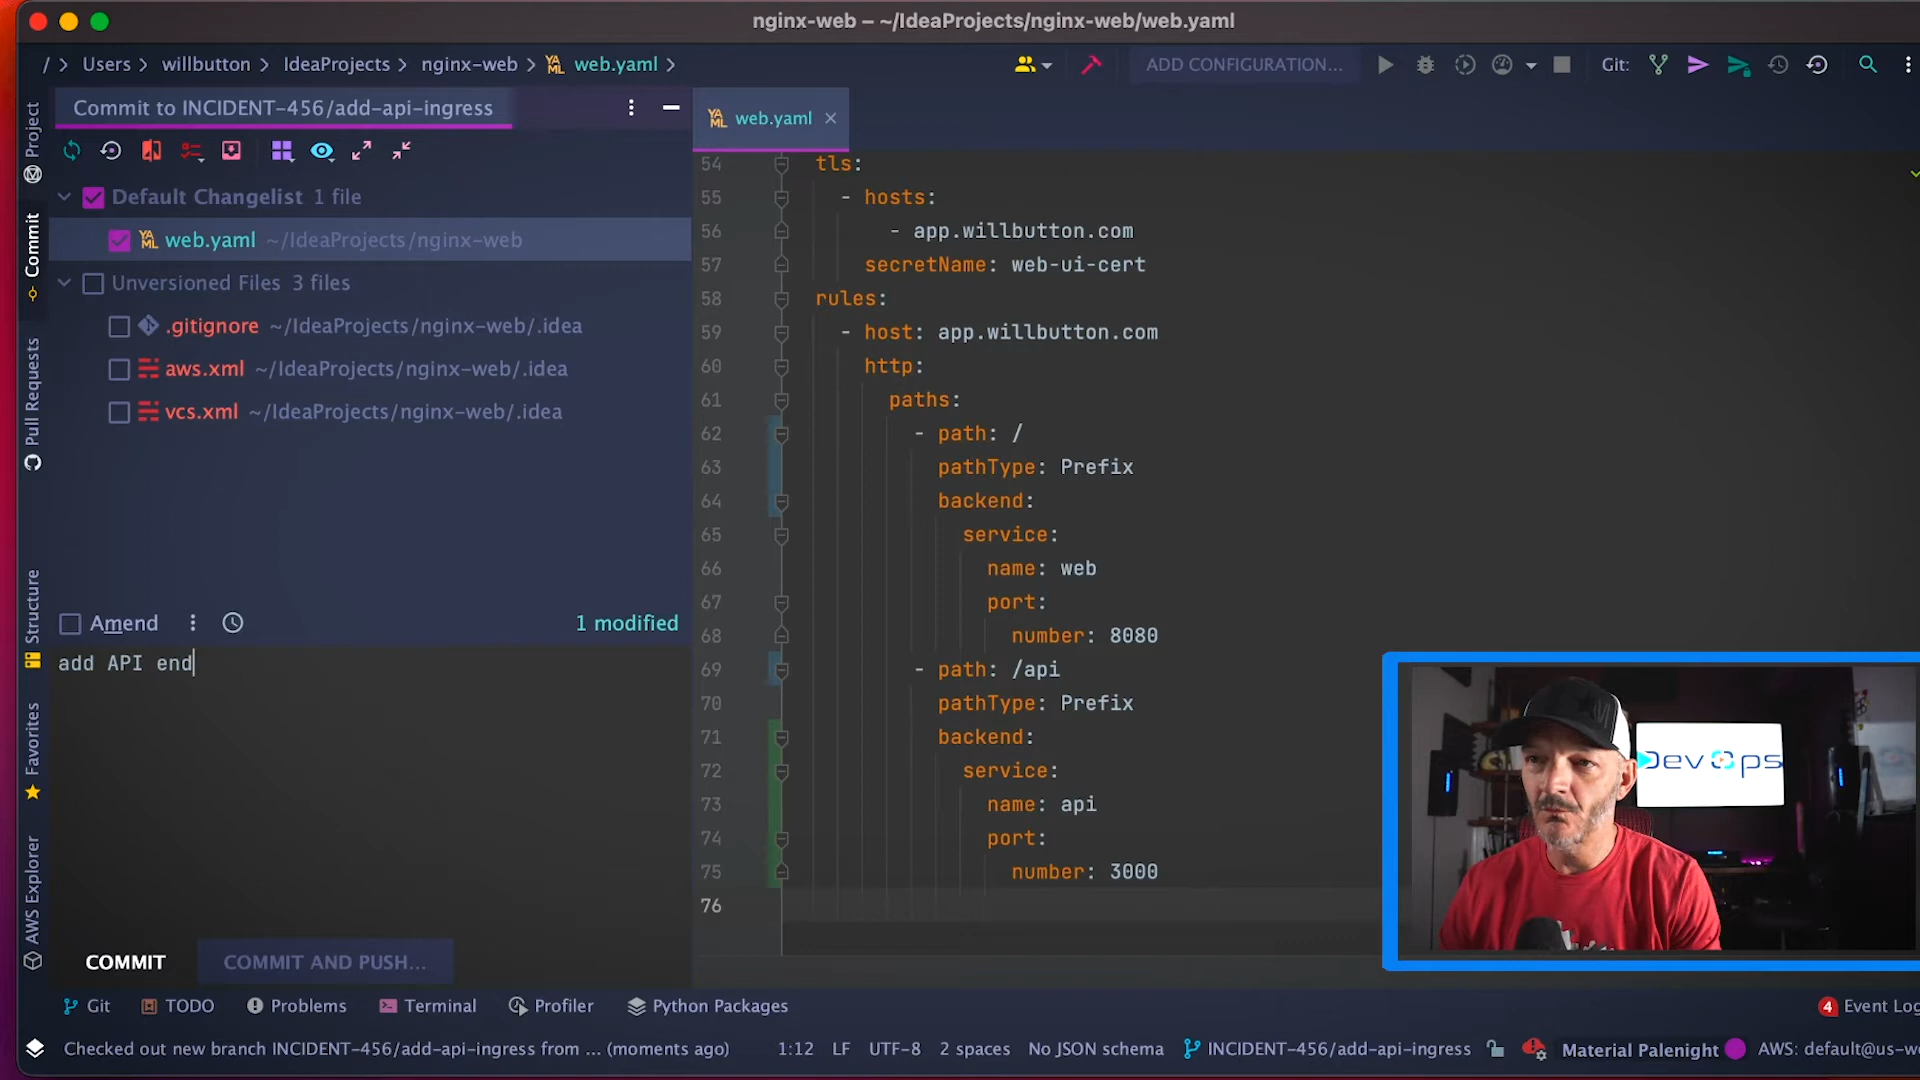 nginx-web – ~/IdeaProjects/nginx-web/web.yaml
/ > Users > willbutton > IdeaProjects > nginx-web > web.yaml >
ADD CONFIGURATION...
Git:
Project
Commit
Pull Requests
Structure
Favorites
AWS Explorer
Commit to INCIDENT-456/add-api-ingress
Default Changelist 1 file
web.yaml ~/IdeaProjects/nginx-web
Unversioned Files 3 files
.gitignore ~/IdeaProjects/nginx-web/.idea
aws.xml ~/IdeaProjects/nginx-web/.idea
vcs.xml ~/IdeaProjects/nginx-web/.idea
Amend
1 modified
add API end
COMMIT
COMMIT AND PUSH...
web.yaml
54 tls:
55 - hosts:
56 - app.willbutton.com
57 secretName: web-ui-cert
58 rules:
59 - host: app.willbutton.com
60 http:
61 paths:
62 - path: /
63 pathType: Prefix
64 backend:
65 service:
66 name: web
67 port:
68 number: 8080
69 - path: /api
70 pathType: Prefix
71 backend:
72 service:
73 name: api
74 port:
75 number: 3000
76
DevOps
Git TODO Problems Terminal Profiler Python Packages
4 Event Log
Checked out new branch INCIDENT-456/add-api-ingress from ... (moments ago) 1:12 LF UTF-8 2 spaces No JSON schema INCIDENT-456/add-api-ingress Material Palenight AWS: default@us-we